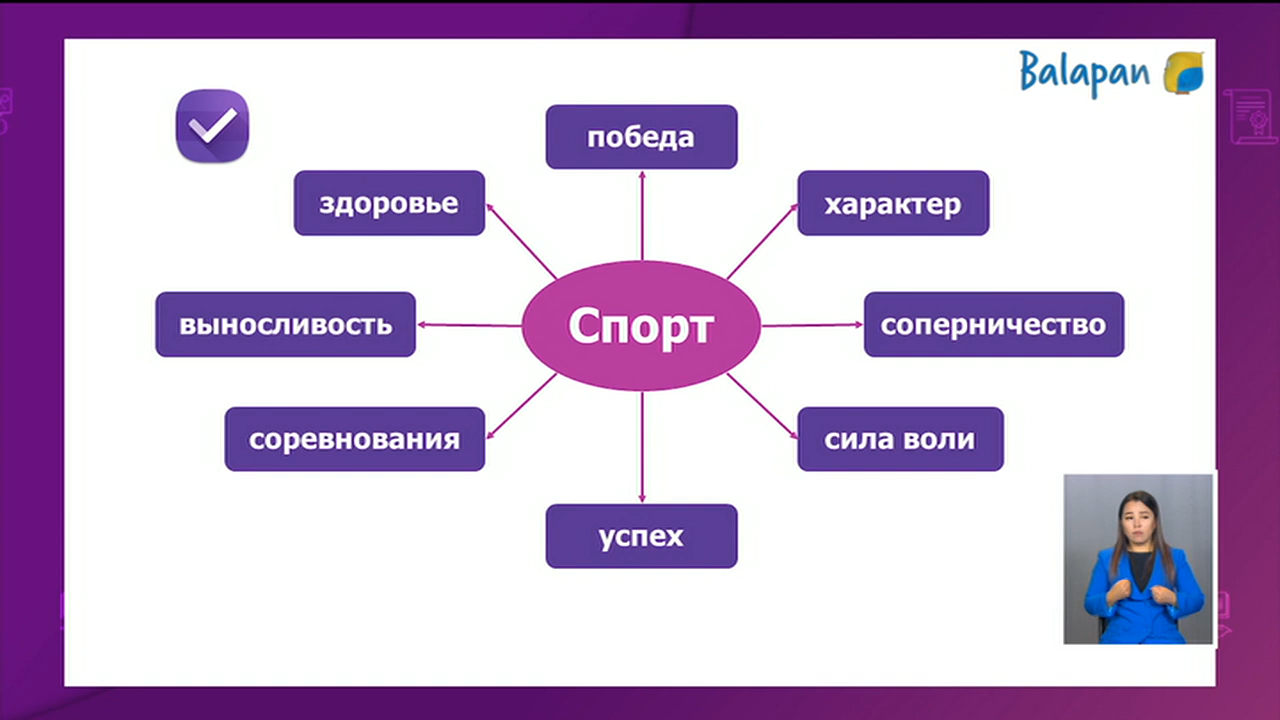 Balapan
победа
здоровье
характер
выносливость
Спорт
соперничество
соревнования
сила воли
успех